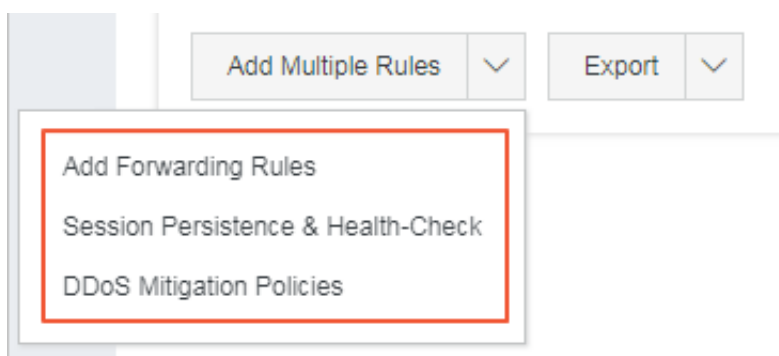 Add Multiple Rules Export
Add Forwarding Rules
Session Persistence & Health-Check
DDoS Mitigation Policies